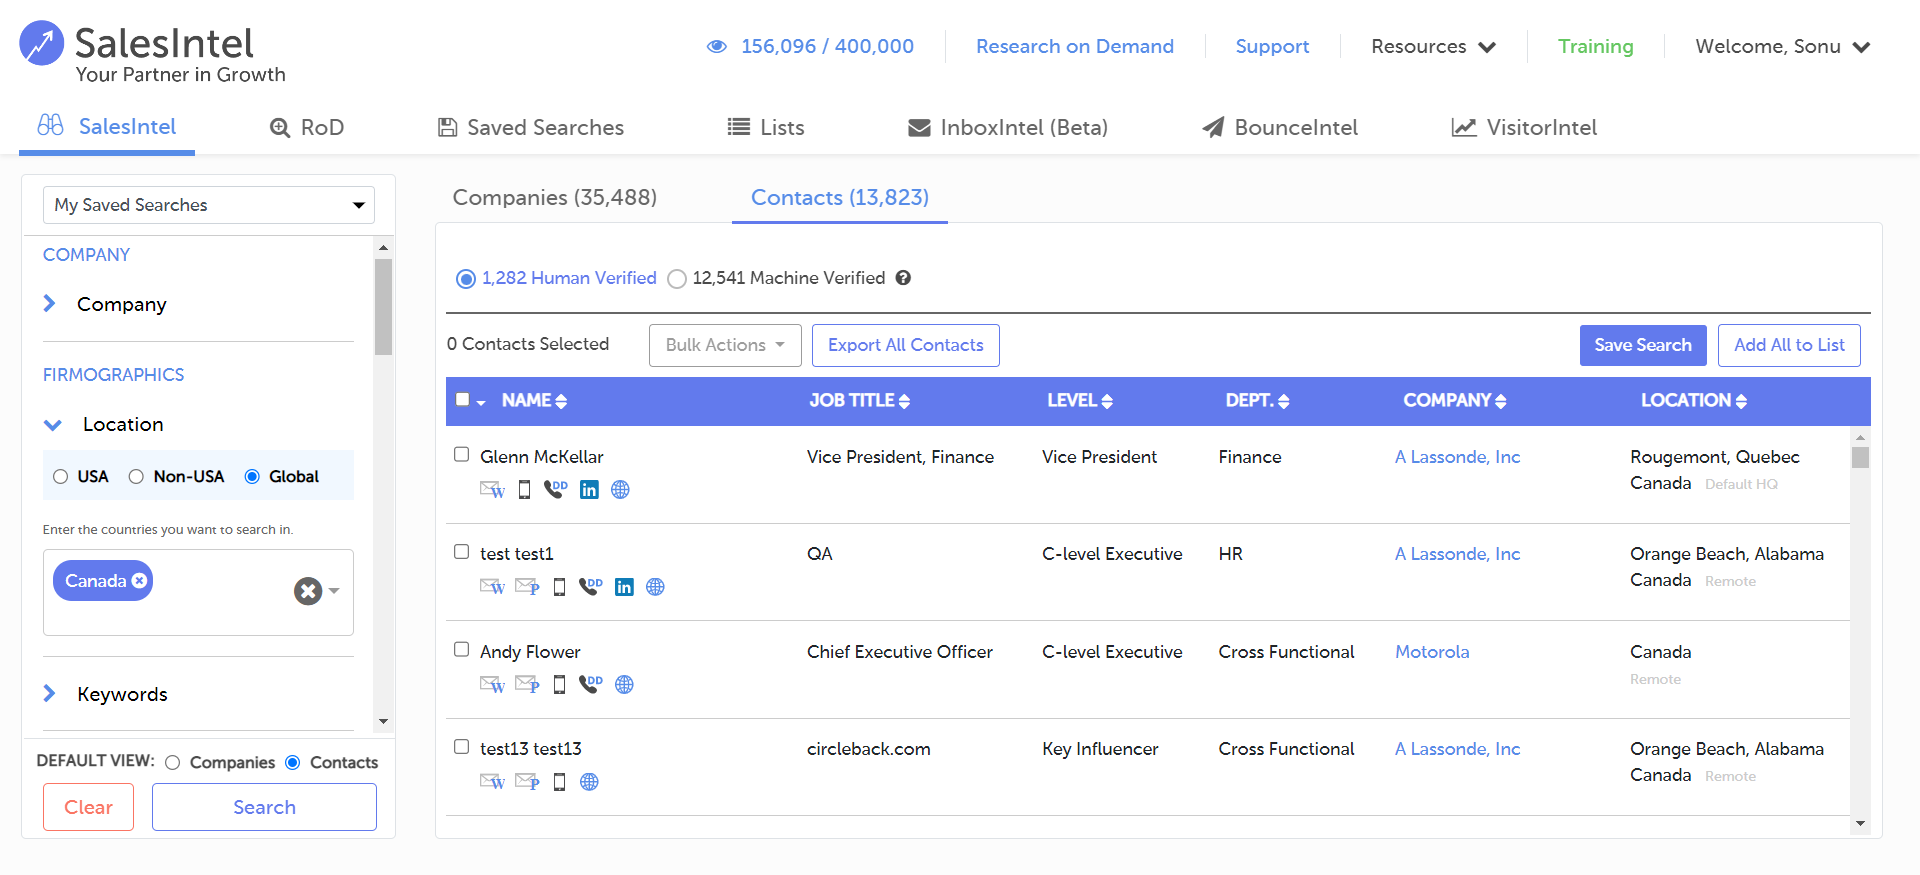 SalesIntel
Your Partner in Growth
156,096 / 400,000
Research on Demand
Support
Resources
Training
Welcome, Sonu
SalesIntel
RoD
Saved Searches
Lists
InboxIntel (Beta)
BounceIntel
VisitorIntel
My Saved Searches
COMPANY
Company
FIRMOGRAPHICS
Location
USA Non-USA Global
Enter the countries you want to search in.
Canada
Keywords
DEFAULT VIEW: Companies Contacts
Clear
Search
Companies (35,488)
Contacts (13,823)
1,282 Human Verified 12,541 Machine Verified ?
0 Contacts Selected
Bulk Actions
Export All Contacts
Save Search
Add All to List
NAME JOB TITLE LEVEL DEPT. COMPANY LOCATION
Glenn McKellar Vice President, Finance Vice President Finance A Lassonde, Inc Rougemont, Quebec
Canada Default HQ
W DD in
test test1 QA C-level Executive HR A Lassonde, Inc Orange Beach, Alabama
Canada Remote
W P DD in
Andy Flower Chief Executive Officer C-level Executive Cross Functional Motorola Canada
Remote
W P DD
test13 test13 circleback.com Key Influencer Cross Functional A Lassonde, Inc Orange Beach, Alabama
Canada Remote
W P